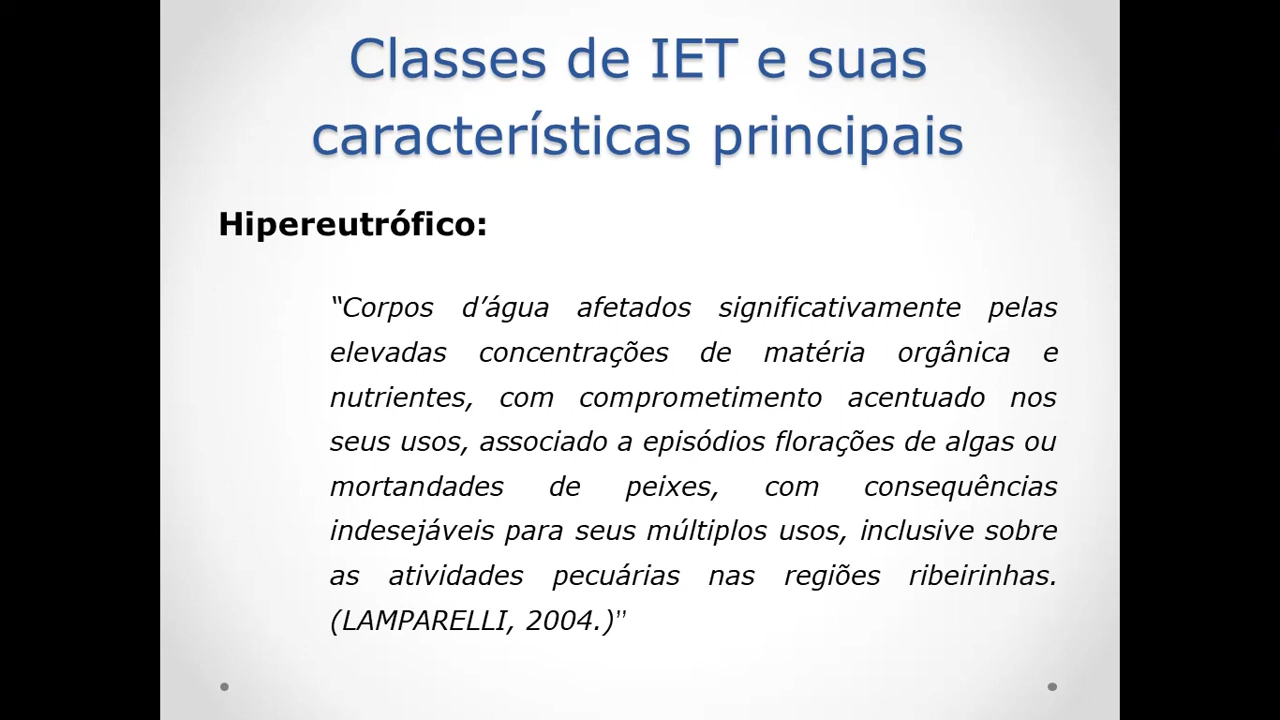 Classes de IET e suas
características principais
Hipereutrófico:
“Corpos d’água afetados significativamente pelas
elevadas concentrações de matéria orgânica e
nutrientes, com comprometimento acentuado nos
seus usos, associado a episódios florações de algas ou
mortandades de peixes, com consequências
indesejáveis para seus múltiplos usos, inclusive sobre
as atividades pecuárias nas regiões ribeirinhas.
(LAMPARELLI, 2004.)”